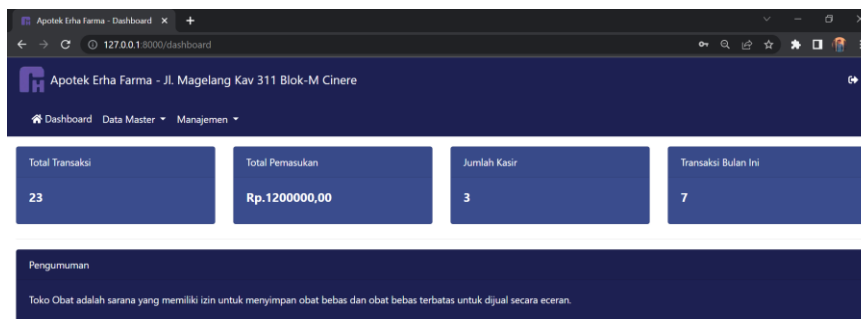 Apotek Erha Farma - Dashboard
127.0.0.1:8000/dashboard
Apotek Erha Farma - Jl. Magelang Kav 311 Blok-M Cinere
Dashboard Data Master Manajemen
Total Transaksi Total Pemasukan Jumlah Kasir Transaksi Bulan Ini
23 Rp.1200000,00 3 7
Pengumuman
Toko Obat adalah sarana yang memiliki izin untuk menyimpan obat bebas dan obat bebas terbatas untuk dijual secara eceran.